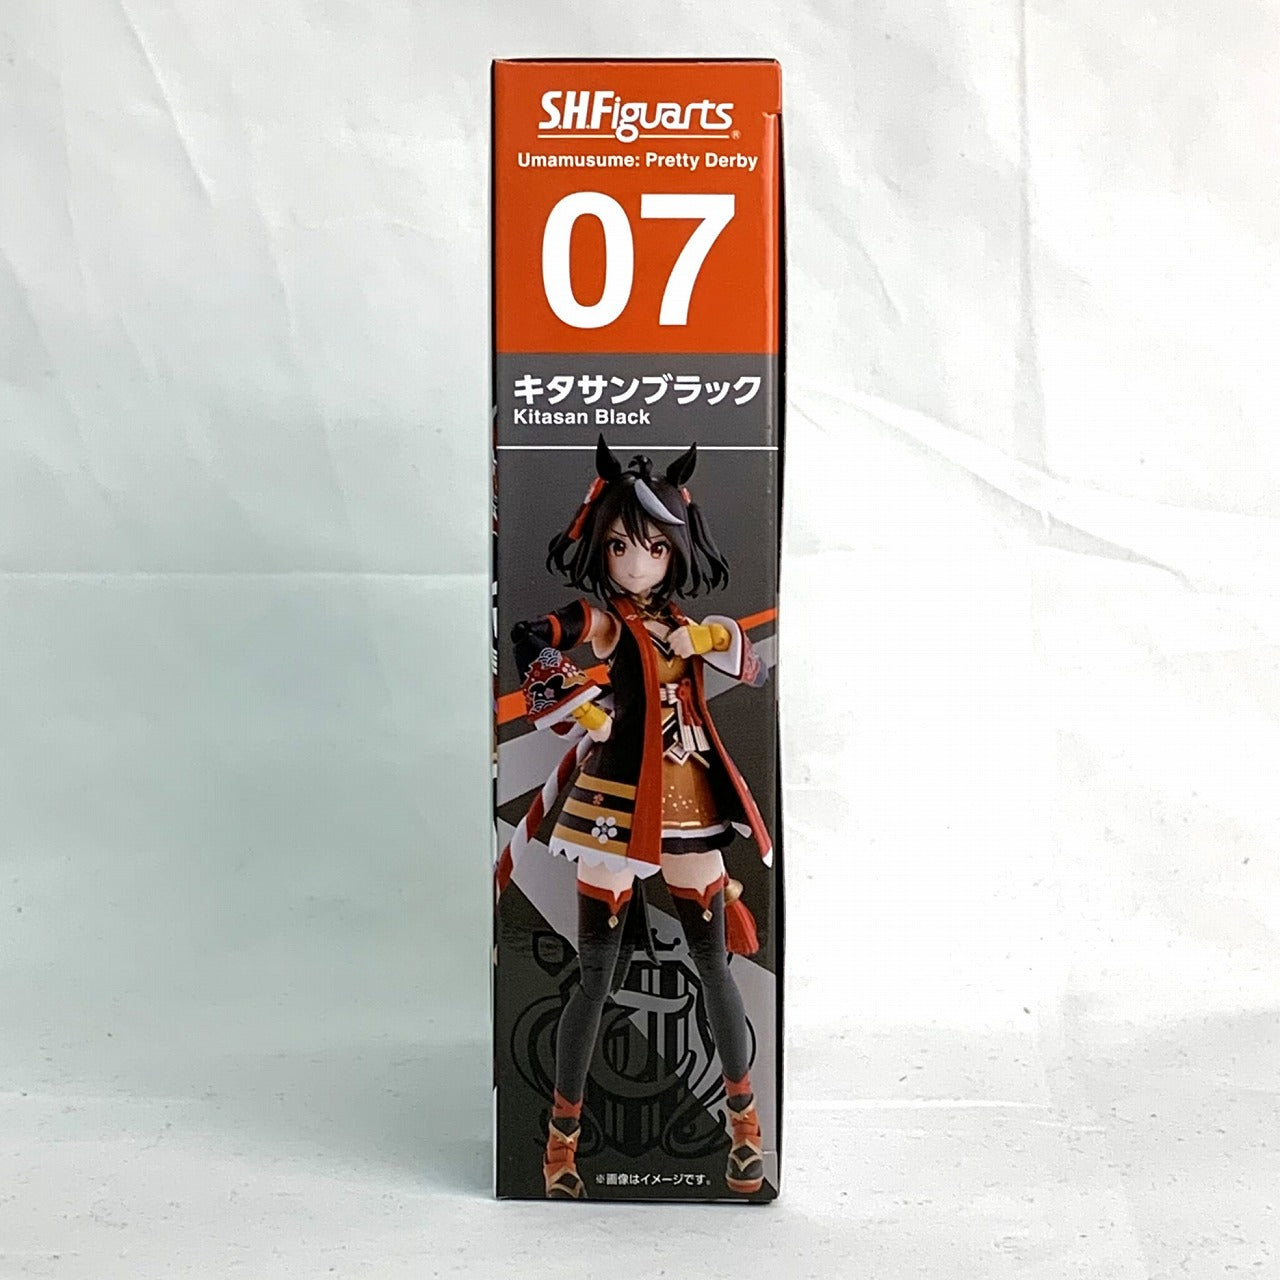 S.H.Figuarts®
Umamusume: Pretty Derby
07
キタサンブラック
Kitasan Black
※画像はイメージです。